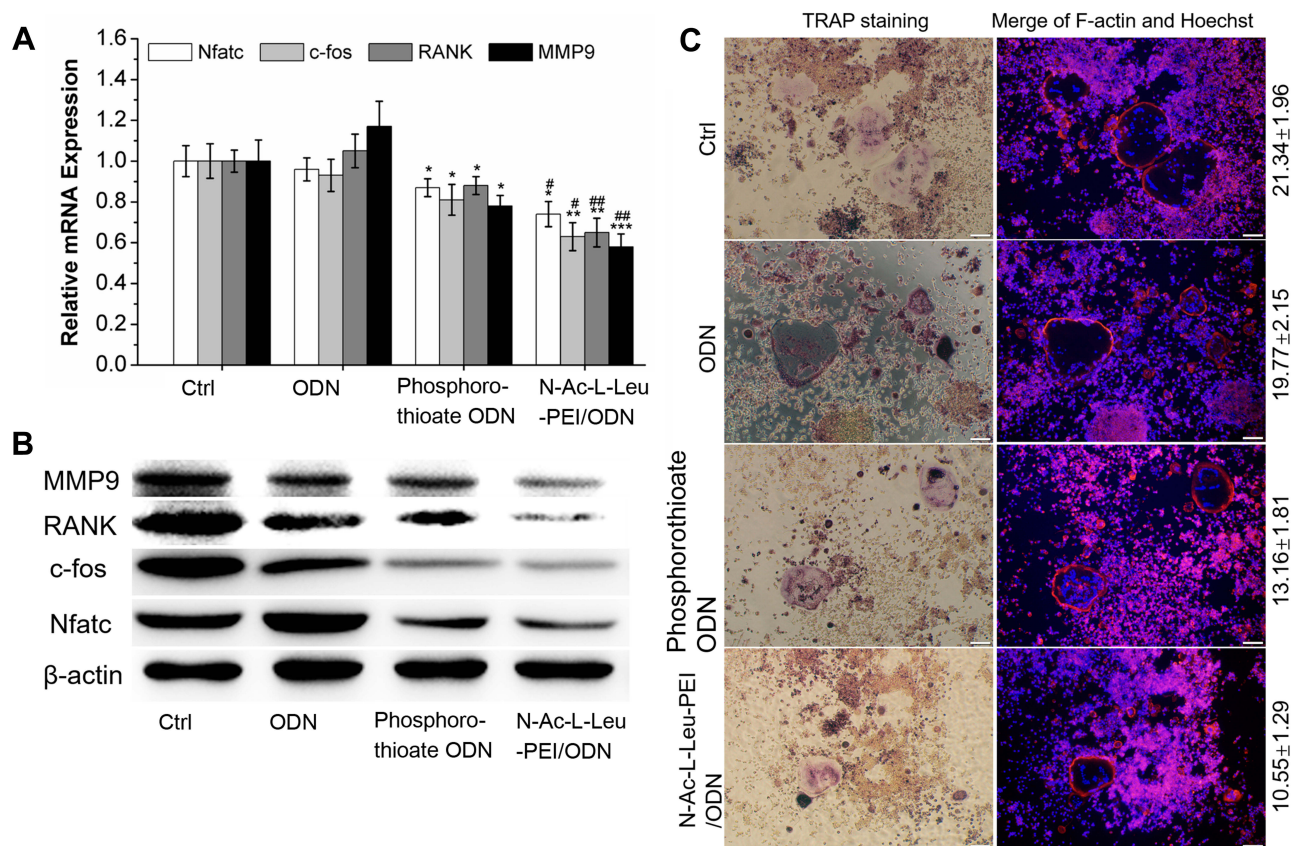 A
Relative mRNA Expression
1.6
1.4
1.2
1.0
0.8
0.6
0.4
0.2
0.0
Nfatc
c-fos
RANK
MMP9
*
*
*
*
#
*
#
**
##
**
##
***
Ctrl
ODN
Phosphoro-
thioate ODN
N-Ac-L-Leu
-PEI/ODN
B
MMP9
RANK
c-fos
Nfatc
β-actin
Ctrl
ODN
Phosphoro-
thioate ODN
N-Ac-L-Leu
-PEI/ODN
C
TRAP staining
Merge of F-actin and Hoechst
Ctrl
21.34±1.96
ODN
19.77±2.15
Phosphorothioate
ODN
13.16±1.81
N-Ac-L-Leu-PEI
/ODN
10.55±1.29